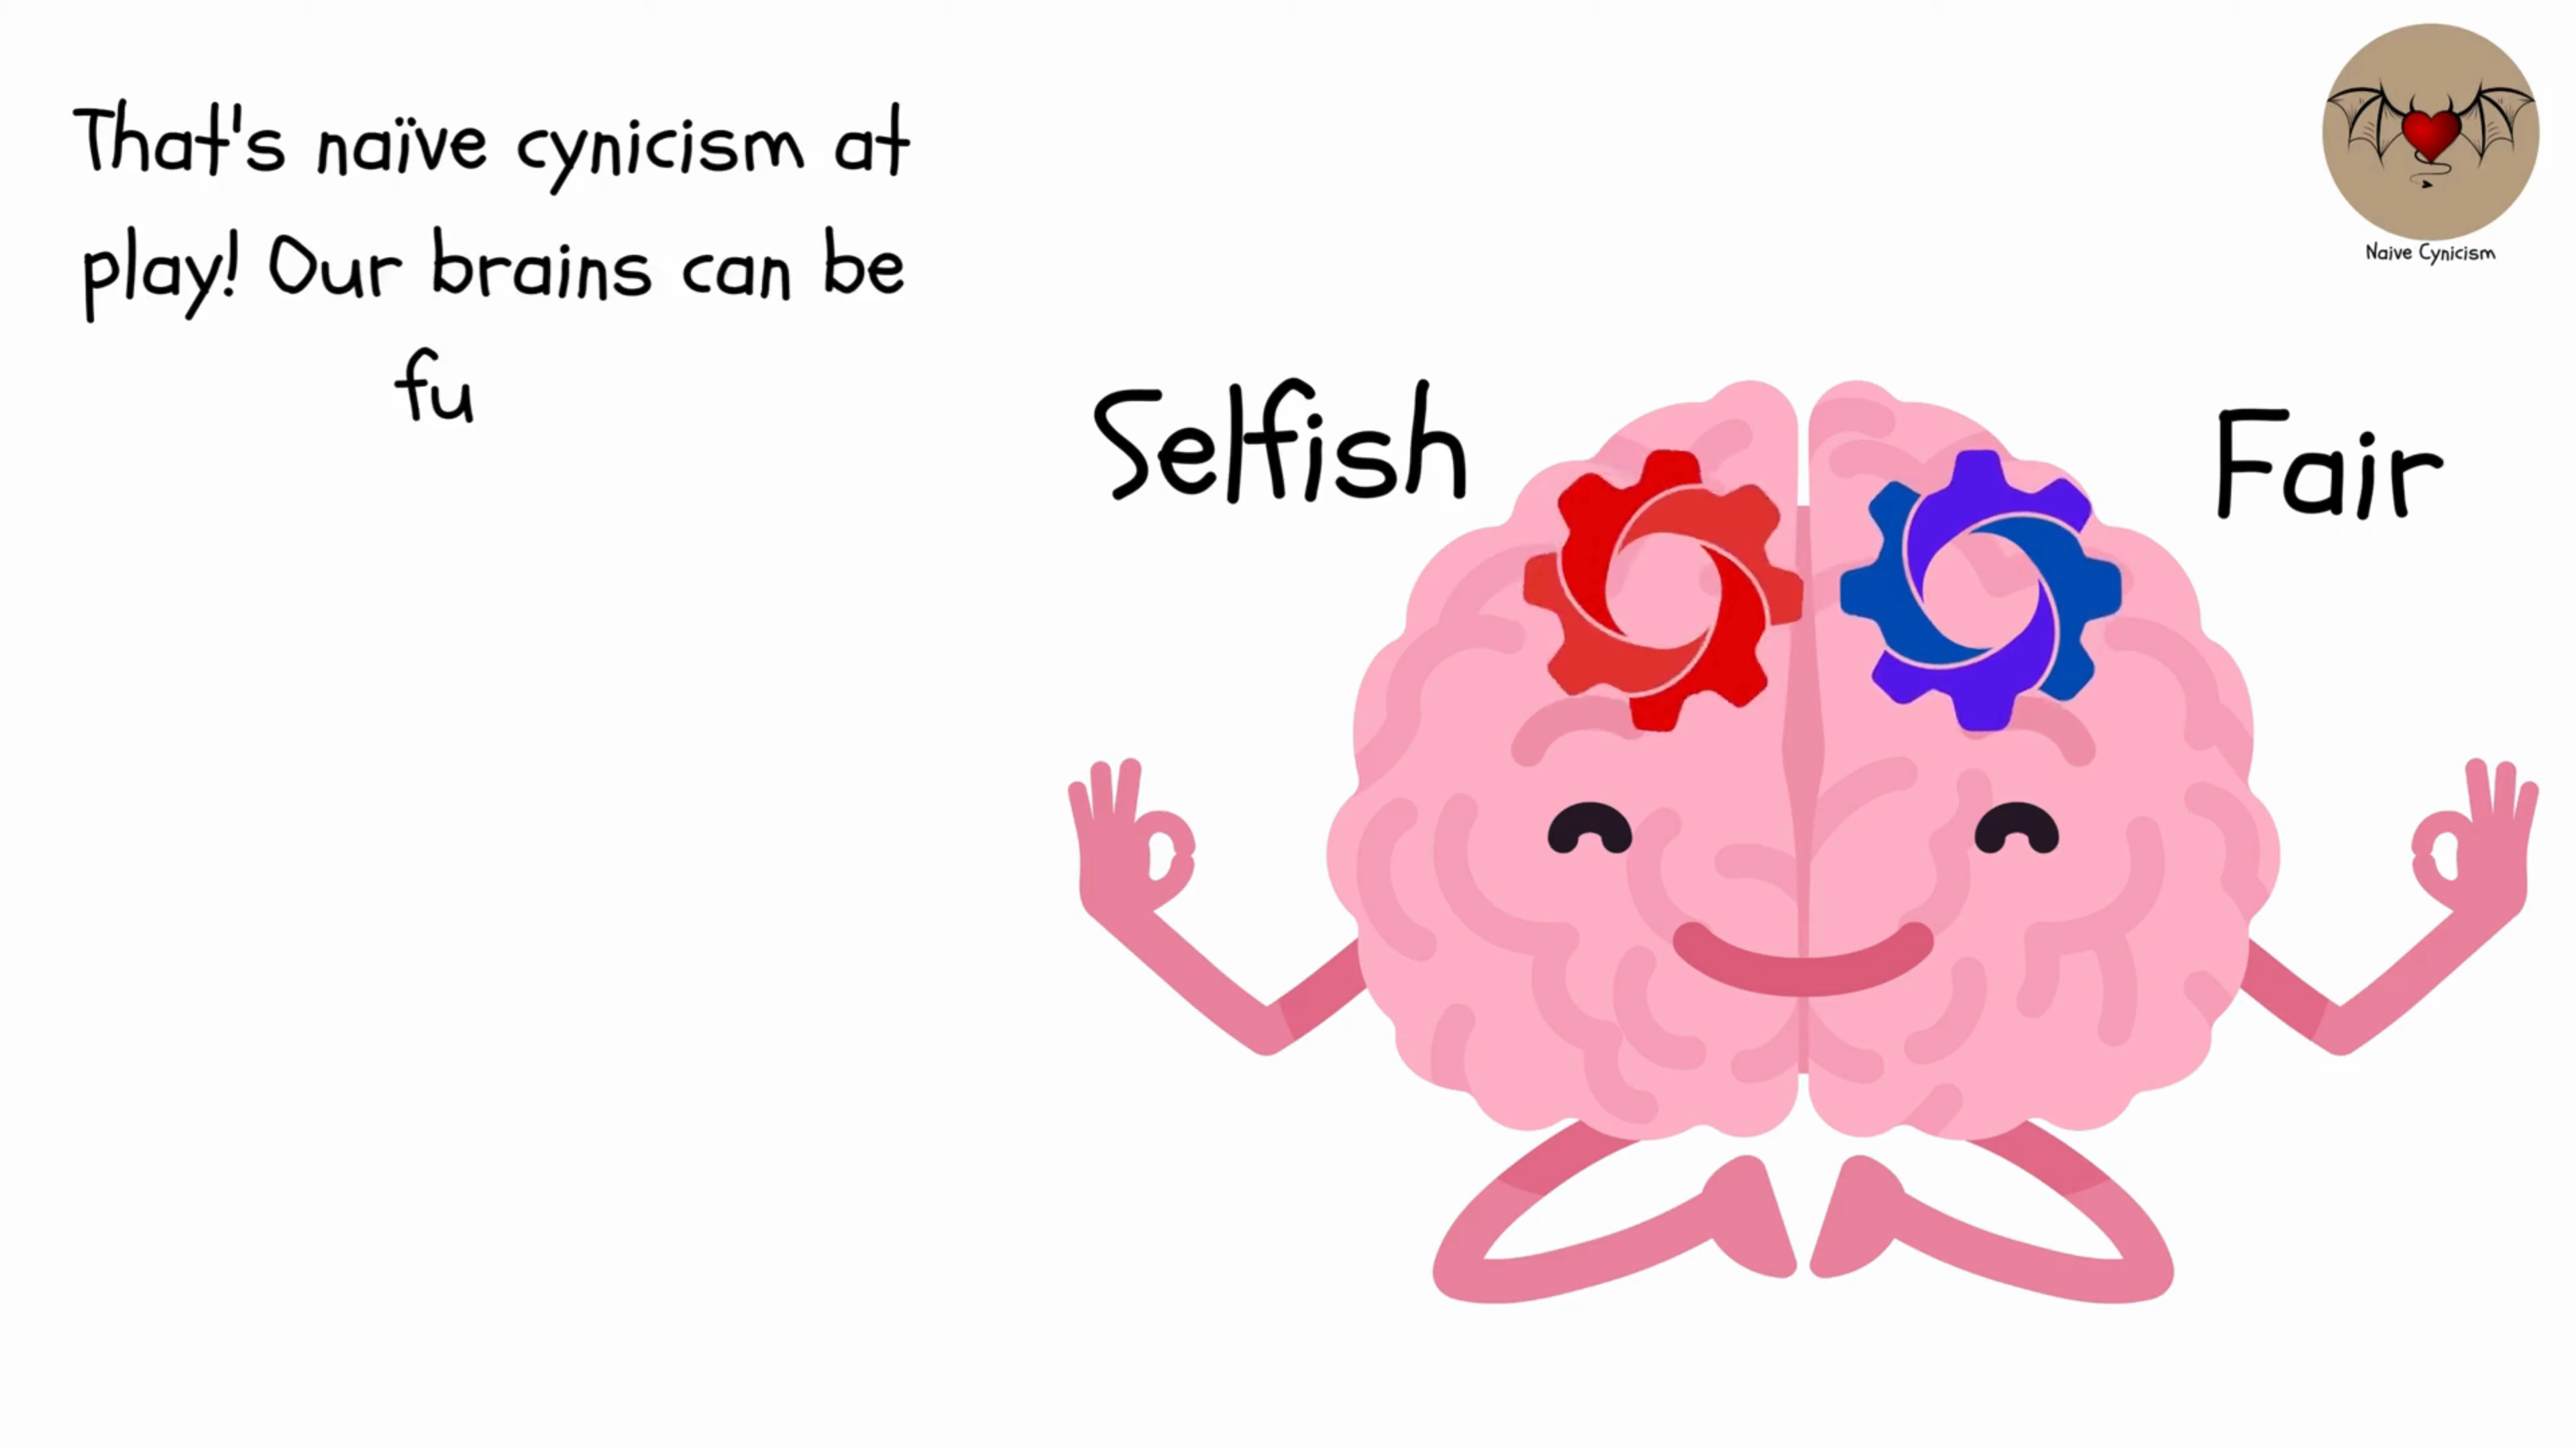 That's naïve cynicism at
play! Our brains can be
fu
Naive Cynicism
Selfish
Fair